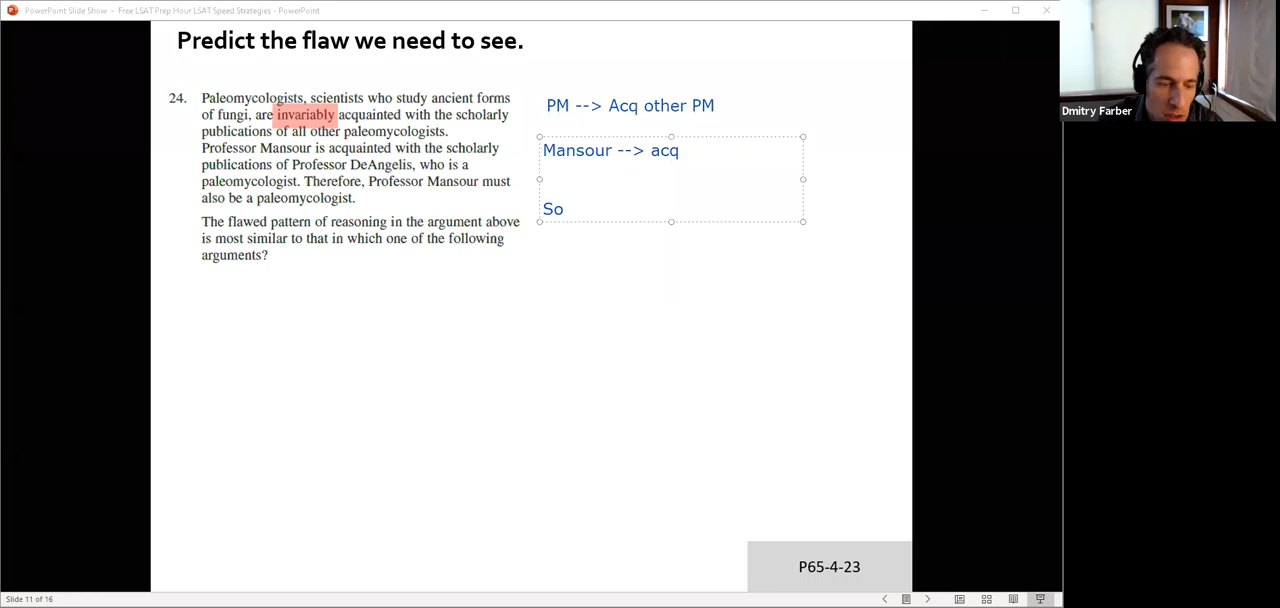 PowerPoint Slide Show - Free LSAT Prep Hour LSAT Speed Strategies - PowerPoint
Predict the flaw we need to see.
24. Paleomycologists, scientists who study ancient forms
of fungi, are invariably acquainted with the scholarly
publications of all other paleomycologists.
Professor Mansour is acquainted with the scholarly
publications of Professor DeAngelis, who is a
paleomycologist. Therefore, Professor Mansour must
also be a paleomycologist.
The flawed pattern of reasoning in the argument above
is most similar to that in which one of the following
arguments?
PM --> Acq other PM
Mansour --> acq
So
Dmitry Farber
P65-4-23
Slide 11 of 16